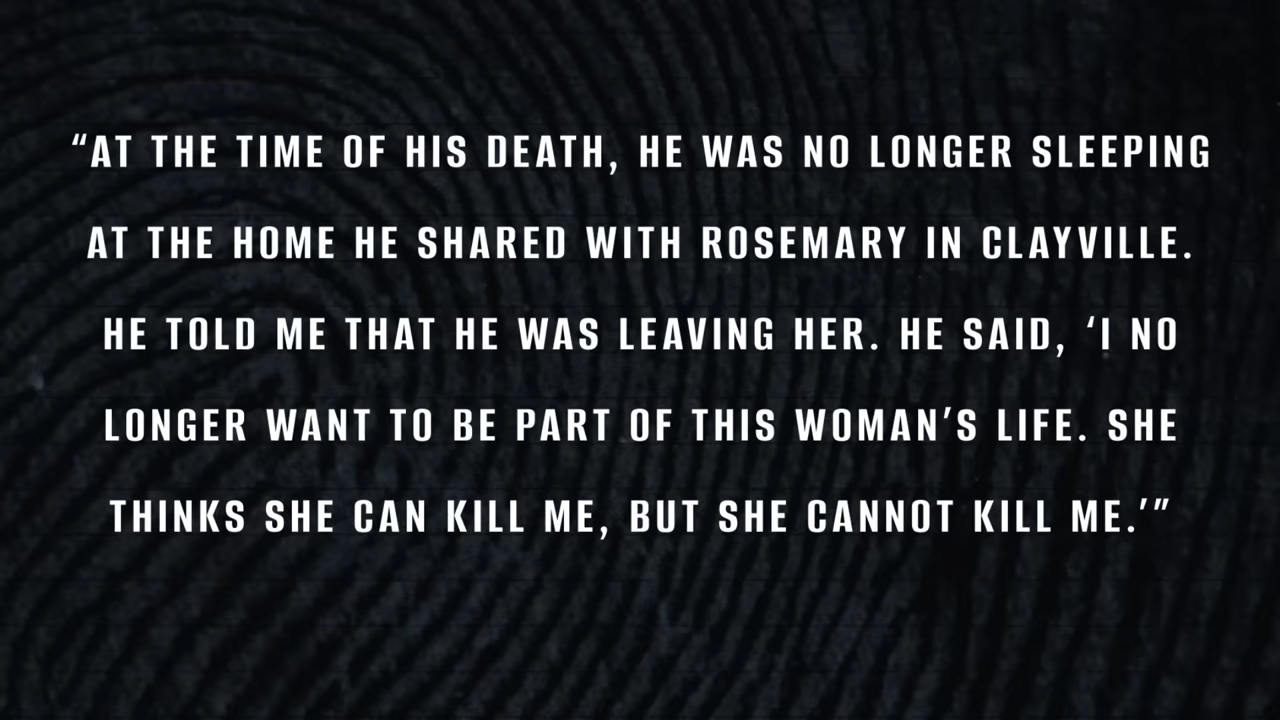 “AT THE TIME OF HIS DEATH, HE WAS NO LONGER SLEEPING
AT THE HOME HE SHARED WITH ROSEMARY IN CLAYVILLE.
HE TOLD ME THAT HE WAS LEAVING HER. HE SAID, ‘I NO
LONGER WANT TO BE PART OF THIS WOMAN’S LIFE. SHE
THINKS SHE CAN KILL ME, BUT SHE CANNOT KILL ME.’”